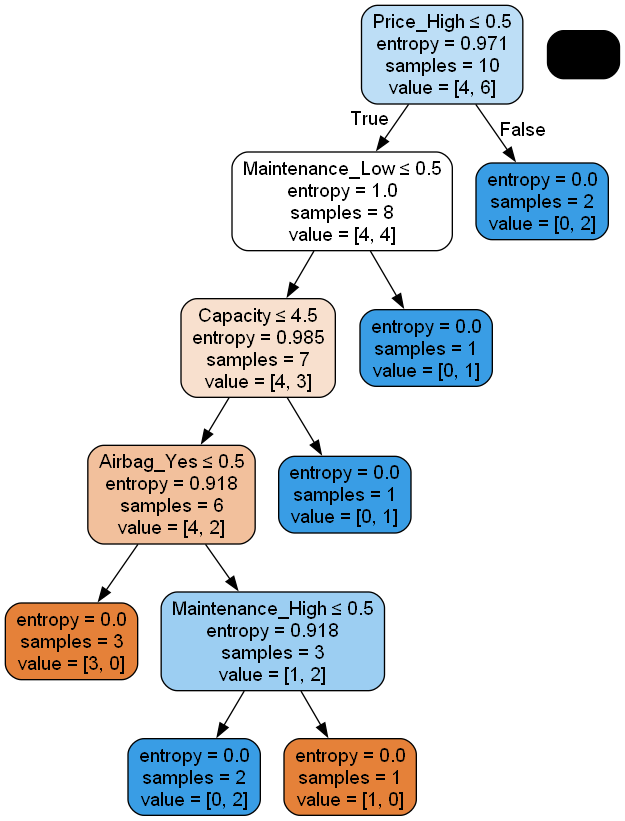 Price_High ≤ 0.5
entropy = 0.971
samples = 10
value = [4, 6]
True
False
Maintenance_Low ≤ 0.5
entropy = 1.0
samples = 8
value = [4, 4]
entropy = 0.0
samples = 2
value = [0, 2]
Capacity ≤ 4.5
entropy = 0.985
samples = 7
value = [4, 3]
entropy = 0.0
samples = 1
value = [0, 1]
Airbag_Yes ≤ 0.5
entropy = 0.918
samples = 6
value = [4, 2]
entropy = 0.0
samples = 1
value = [0, 1]
entropy = 0.0
samples = 3
value = [3, 0]
Maintenance_High ≤ 0.5
entropy = 0.918
samples = 3
value = [1, 2]
entropy = 0.0
samples = 2
value = [0, 2]
entropy = 0.0
samples = 1
value = [1, 0]